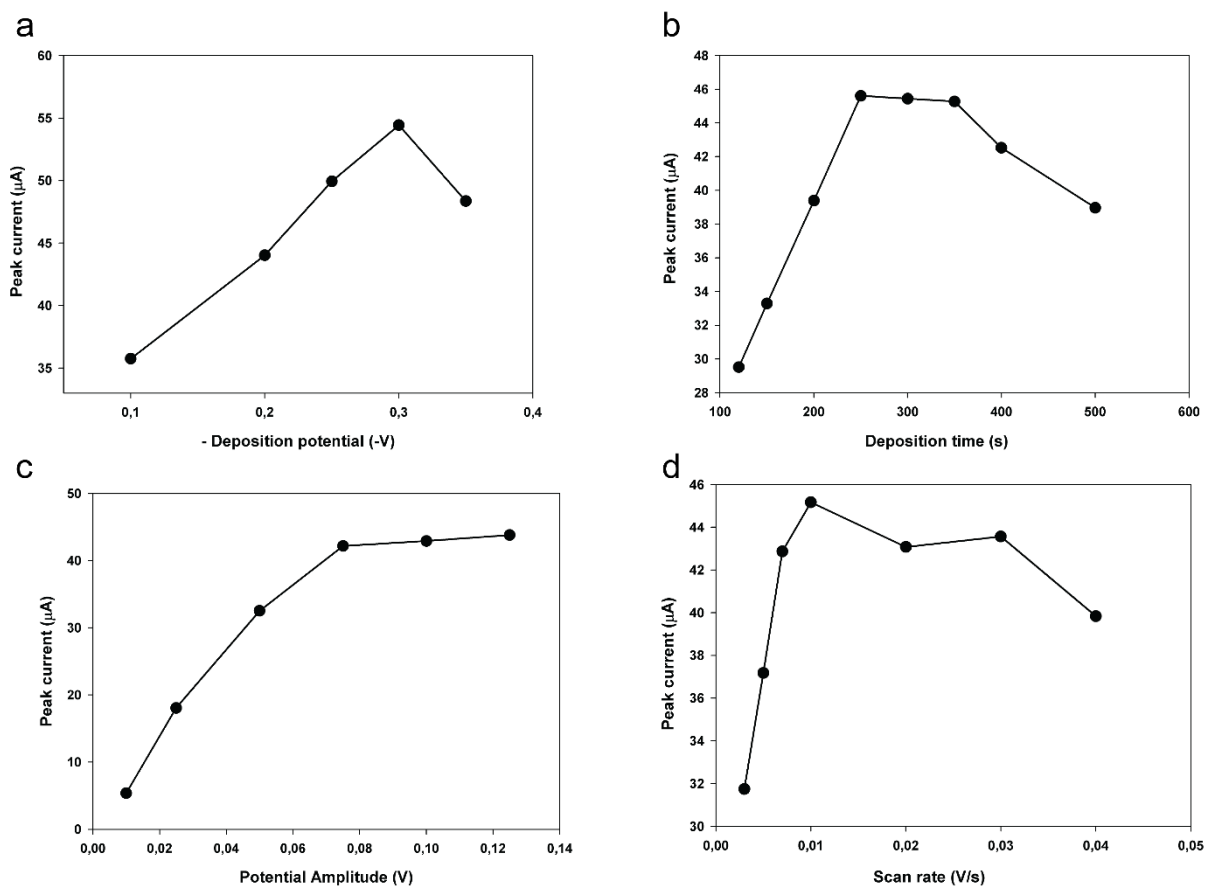 a
60
55
50
45
40
35
Peak current (µA)
0,1 0,2 0,3 0,4
- Deposition potential (-V)
b
48
46
44
42
40
38
36
34
32
30
28
Peak current (µA)
100 200 300 400 500 600
Deposition time (s)
c
50
40
30
20
10
0
Peak current (µA)
0,00 0,02 0,04 0,06 0,08 0,10 0,12 0,14
Potential Amplitude (V)
d
46
44
42
40
38
36
34
32
30
Peak current (µA)
0,00 0,01 0,02 0,03 0,04 0,05
Scan rate (V/s)